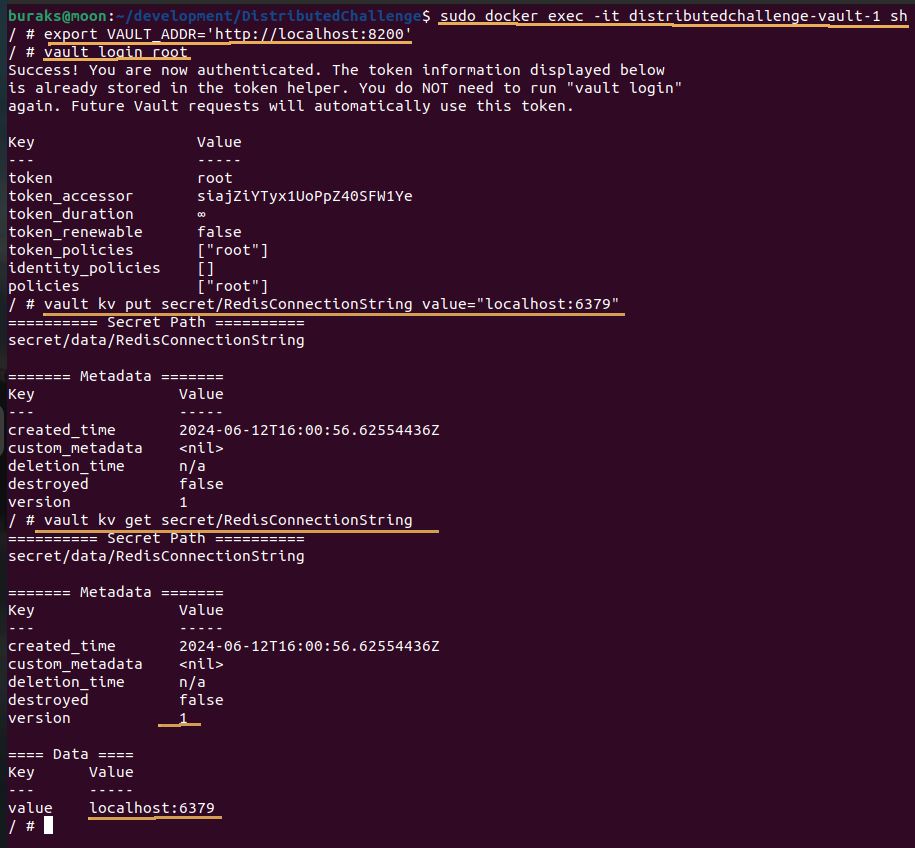 buraks@moon:~/development/DistributedChallenge$ sudo docker exec -it distributedchallenge-vault-1 sh
/ # export VAULT_ADDR='http://localhost:8200'
/ # vault login root
Success! You are now authenticated. The token information displayed below
is already stored in the token helper. You do NOT need to run "vault login"
again. Future Vault requests will automatically use this token.

Key                  Value
---                  -----
token                root
token_accessor       siajZiYTyx1UoPpZ40SFW1Ye
token_duration       ∞
token_renewable      false
token_policies       ["root"]
identity_policies    []
policies             ["root"]
/ # vault kv put secret/RedisConnectionString value="localhost:6379"
========== Secret Path ==========
secret/data/RedisConnectionString

======= Metadata =======
Key                Value
---                -----
created_time       2024-06-12T16:00:56.62554436Z
custom_metadata    <nil>
deletion_time      n/a
destroyed          false
version            1
/ # vault kv get secret/RedisConnectionString
========== Secret Path ==========
secret/data/RedisConnectionString

======= Metadata =======
Key                Value
---                -----
created_time       2024-06-12T16:00:56.62554436Z
custom_metadata    <nil>
deletion_time      n/a
destroyed          false
version            1

==== Data ====
Key      Value
---      -----
value    localhost:6379
/ #